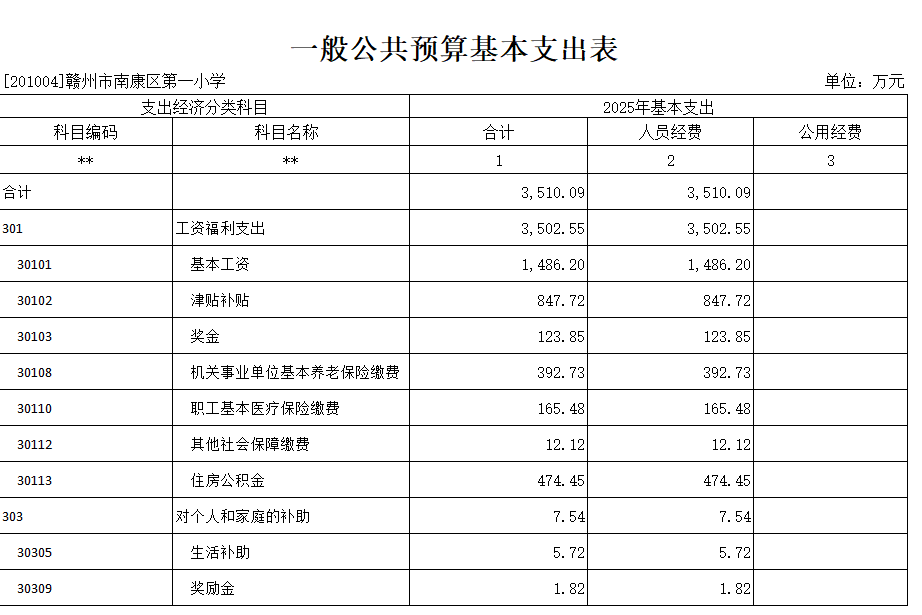 一般公共预算基本支出表
[201004]赣州市南康区第一小学 单位：万元
支出经济分类科目 2025年基本支出
科目编码 科目名称 合计 人员经费 公用经费
** ** 1 2 3
合计 3,510.09 3,510.09
301 工资福利支出 3,502.55 3,502.55
30101 基本工资 1,486.20 1,486.20
30102 津贴补贴 847.72 847.72
30103 奖金 123.85 123.85
30108 机关事业单位基本养老保险缴费 392.73 392.73
30110 职工基本医疗保险缴费 165.48 165.48
30112 其他社会保障缴费 12.12 12.12
30113 住房公积金 474.45 474.45
303 对个人和家庭的补助 7.54 7.54
30305 生活补助 5.72 5.72
30309 奖励金 1.82 1.82